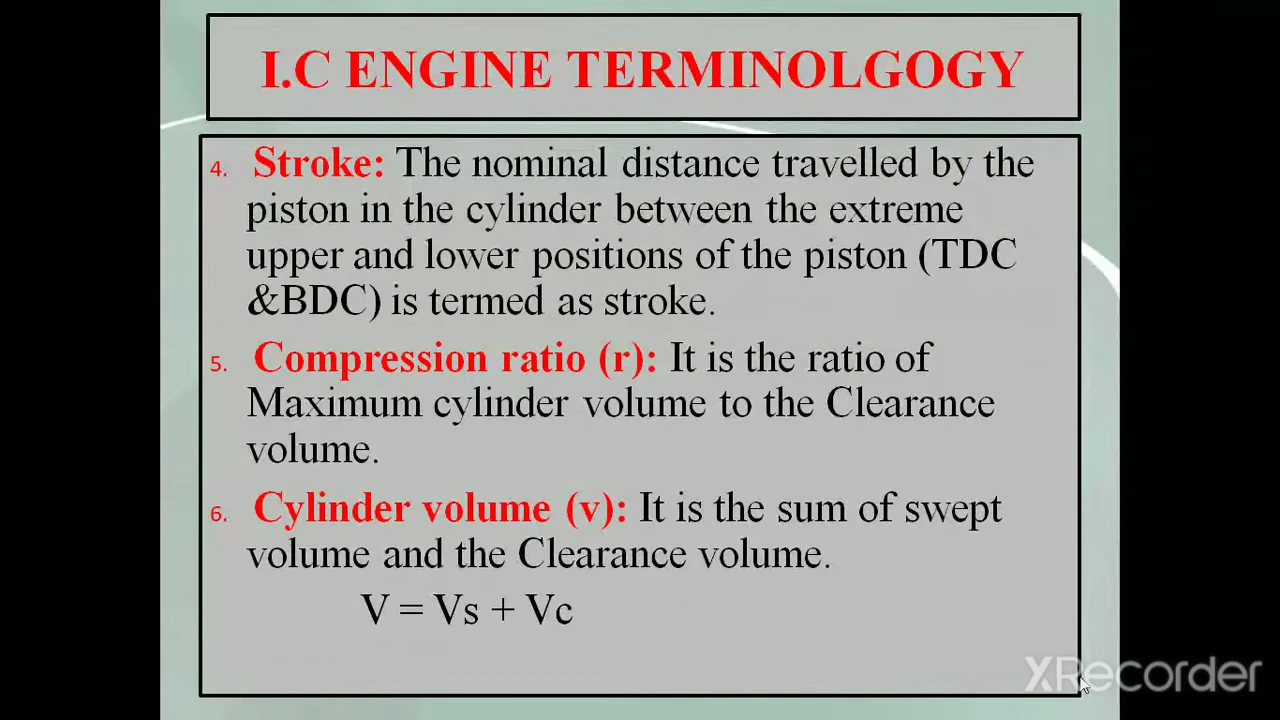 I.C ENGINE TERMINOLGOGY
4. Stroke: The nominal distance travelled by the
piston in the cylinder between the extreme
upper and lower positions of the piston (TDC
&BDC) is termed as stroke.
5. Compression ratio (r): It is the ratio of
Maximum cylinder volume to the Clearance
volume.
6. Cylinder volume (v): It is the sum of swept
volume and the Clearance volume.
V = Vs + Vc
XRecorder